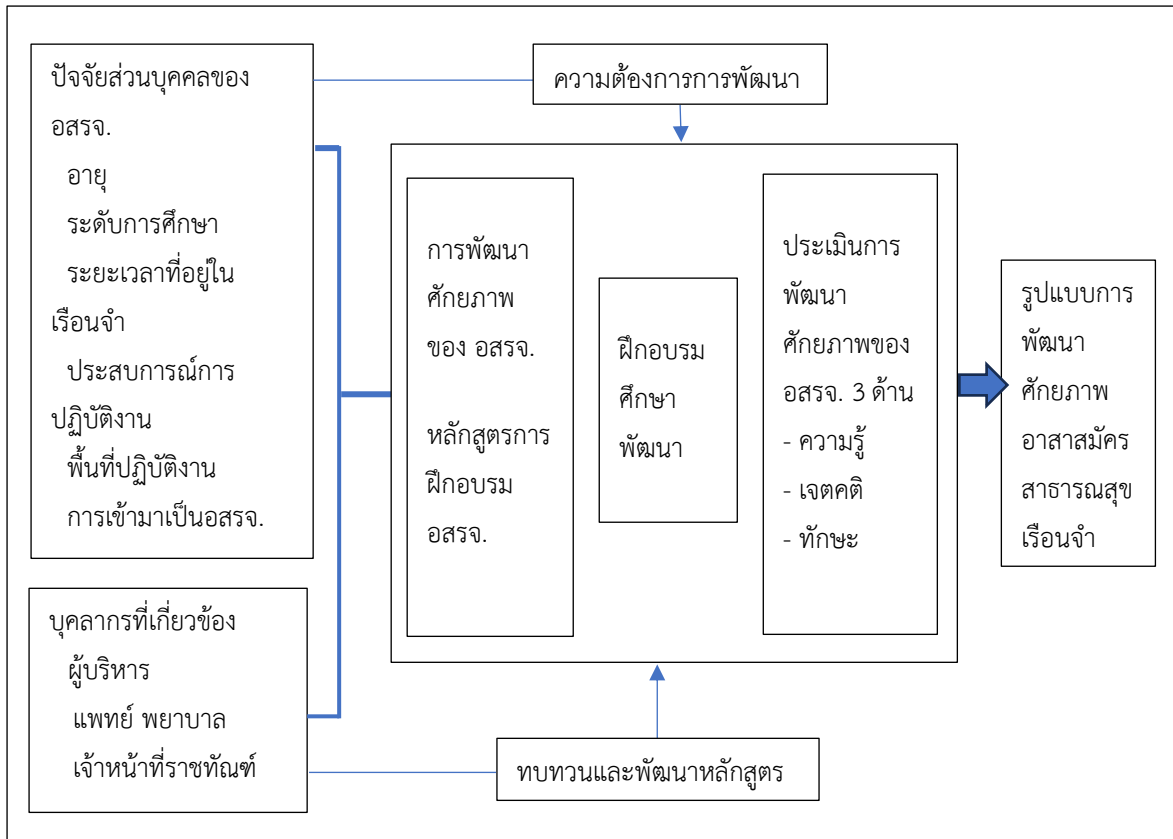 ปัจจัยส่วนบุคคลของ
อสรจ.
อายุ
ระดับการศึกษา
ระยะเวลาที่อยู่ใน
เรือนจำ
ประสบการณ์การ
ปฏิบัติงาน
พื้นที่ปฏิบัติงาน
การเข้ามาเป็นอสรจ.
บุคลากรที่เกี่ยวข้อง
ผู้บริหาร
แพทย์ พยาบาล
เจ้าหน้าที่ราชทัณฑ์
ความต้องการการพัฒนา
การพัฒนา
ศักยภาพ
ของ อสรจ.
หลักสูตรการ
ฝึกอบรม
อสรจ.
ฝึกอบรม
ศึกษา
พัฒนา
ประเมินการ
พัฒนา
ศักยภาพของ
อสรจ. 3 ด้าน
- ความรู้
- เจตคติ
- ทักษะ
ทบทวนและพัฒนาหลักสูตร
รูปแบบการ
พัฒนา
ศักยภาพ
อาสาสมัคร
สาธารณสุข
เรือนจำ